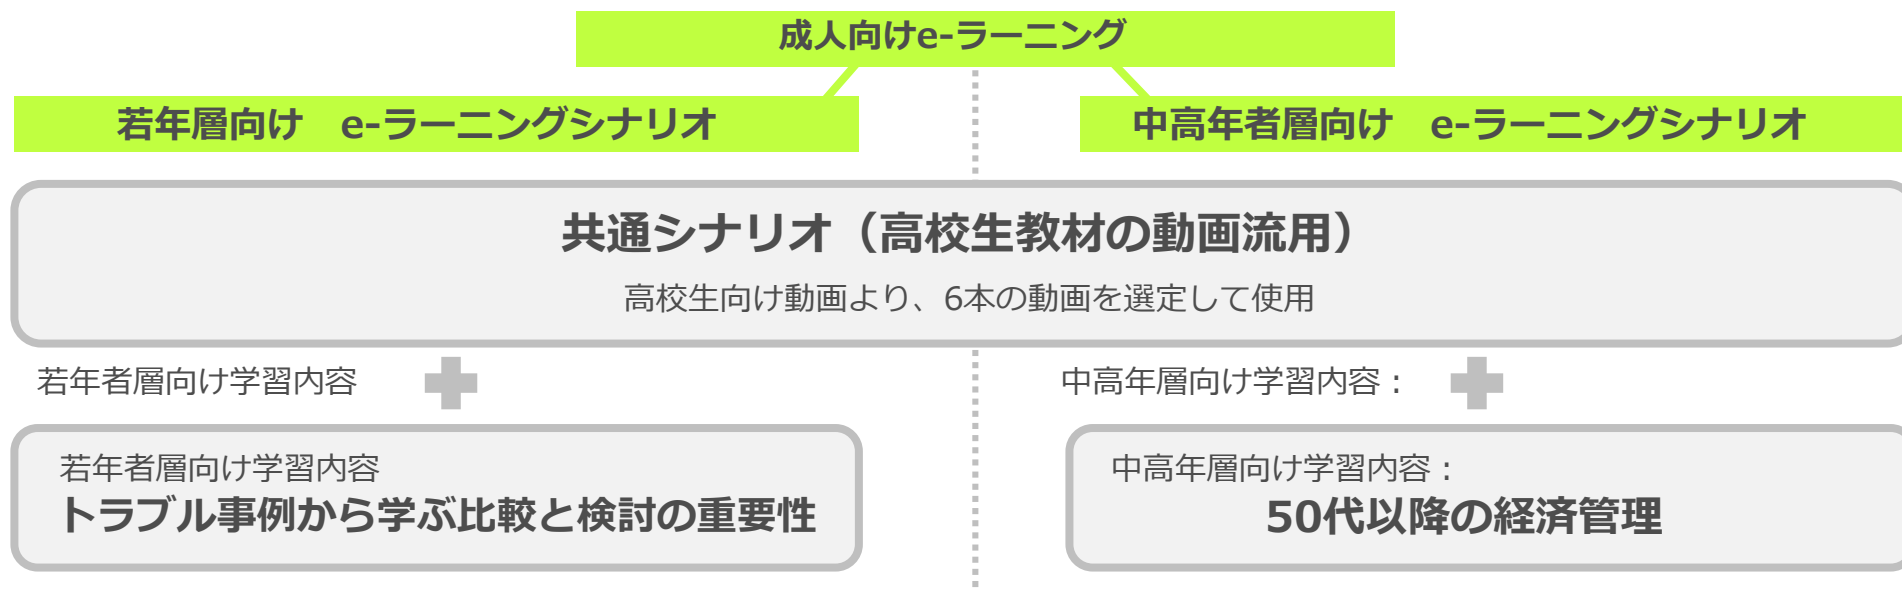 成人向けe-ラーニング
若年層向け　e-ラーニングシナリオ
中高年者層向け　e-ラーニングシナリオ
共通シナリオ（高校生教材の動画流用）
高校生向け動画より、6本の動画を選定して使用
若年者層向け学習内容
中高年層向け学習内容：
若年者層向け学習内容
トラブル事例から学ぶ比較と検討の重要性
中高年層向け学習内容：
50代以降の経済管理